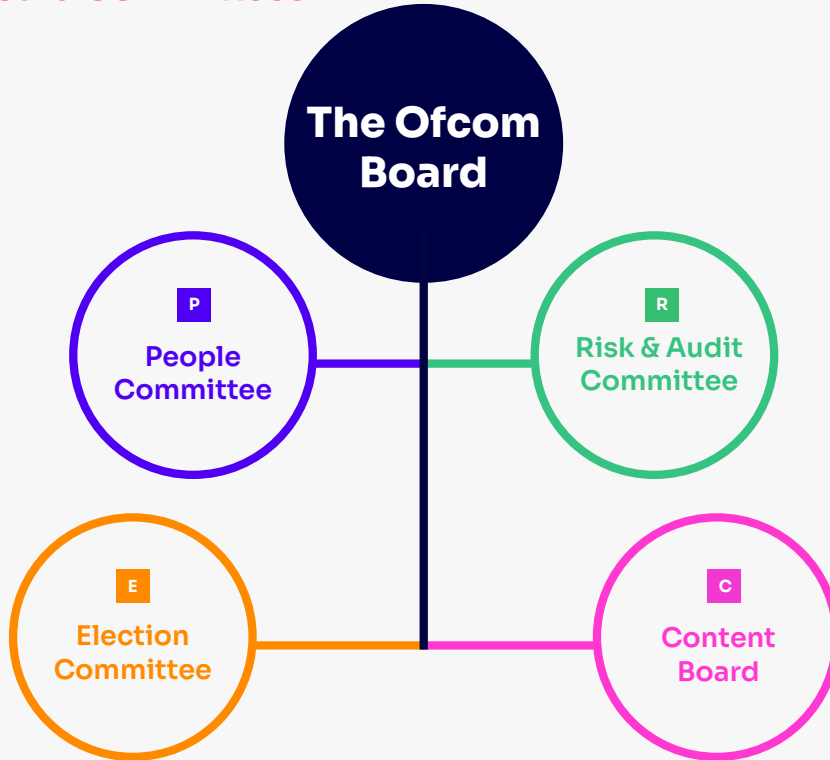 The Ofcom
Board
P
People
Committee
R
Risk & Audit
Committee
E
Election
Committee
C
Content
Board